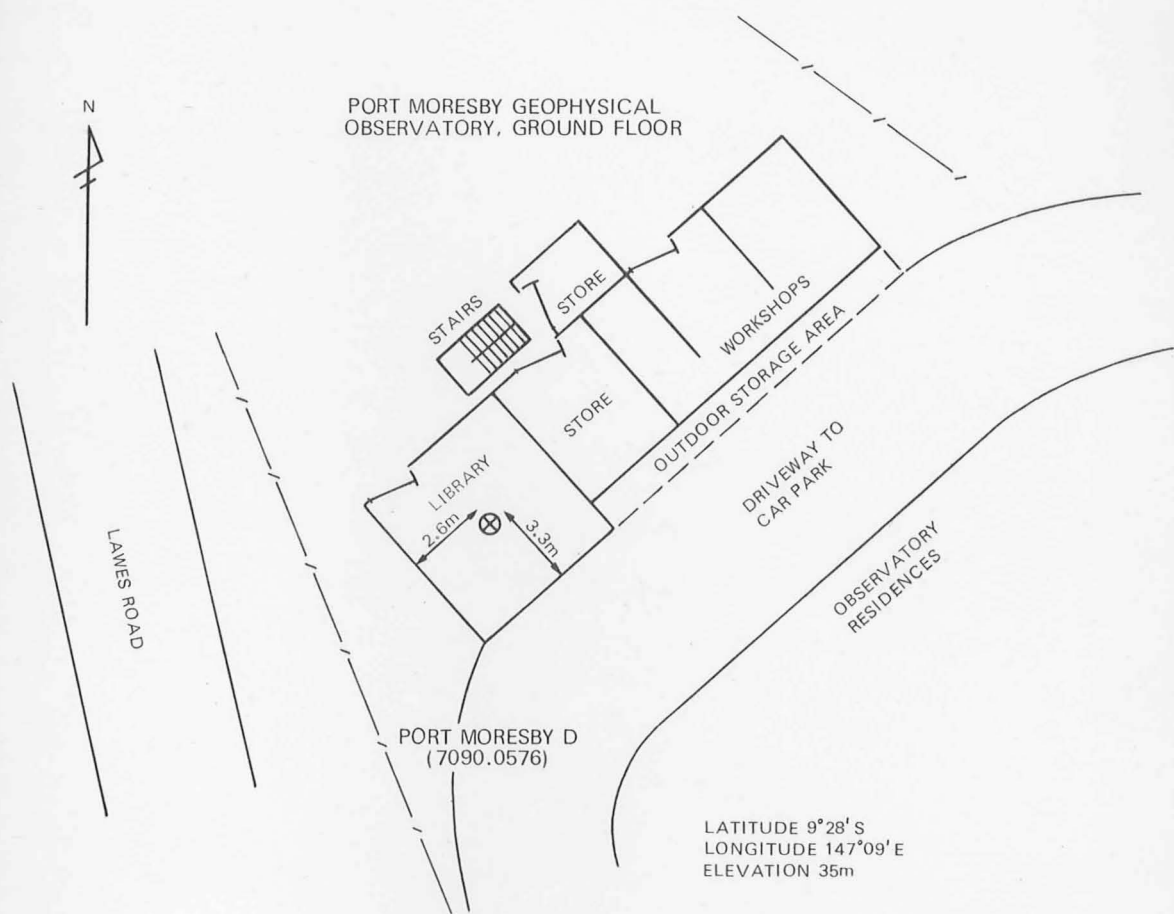 N
PORT MORESBY GEOPHYSICAL
OBSERVATORY, GROUND FLOOR
STAIRS
STORE
WORKSHOPS
OUTDOOR STORAGE AREA
STORE
LIBRARY
2.6m
3.3m
DRIVEWAY TO
CAR PARK
OBSERVATORY
RESIDENCES
LAWES ROAD
PORT MORESBY D
(7090.0576)
LATITUDE 9°28'S
LONGITUDE 147°09'E
ELEVATION 35m